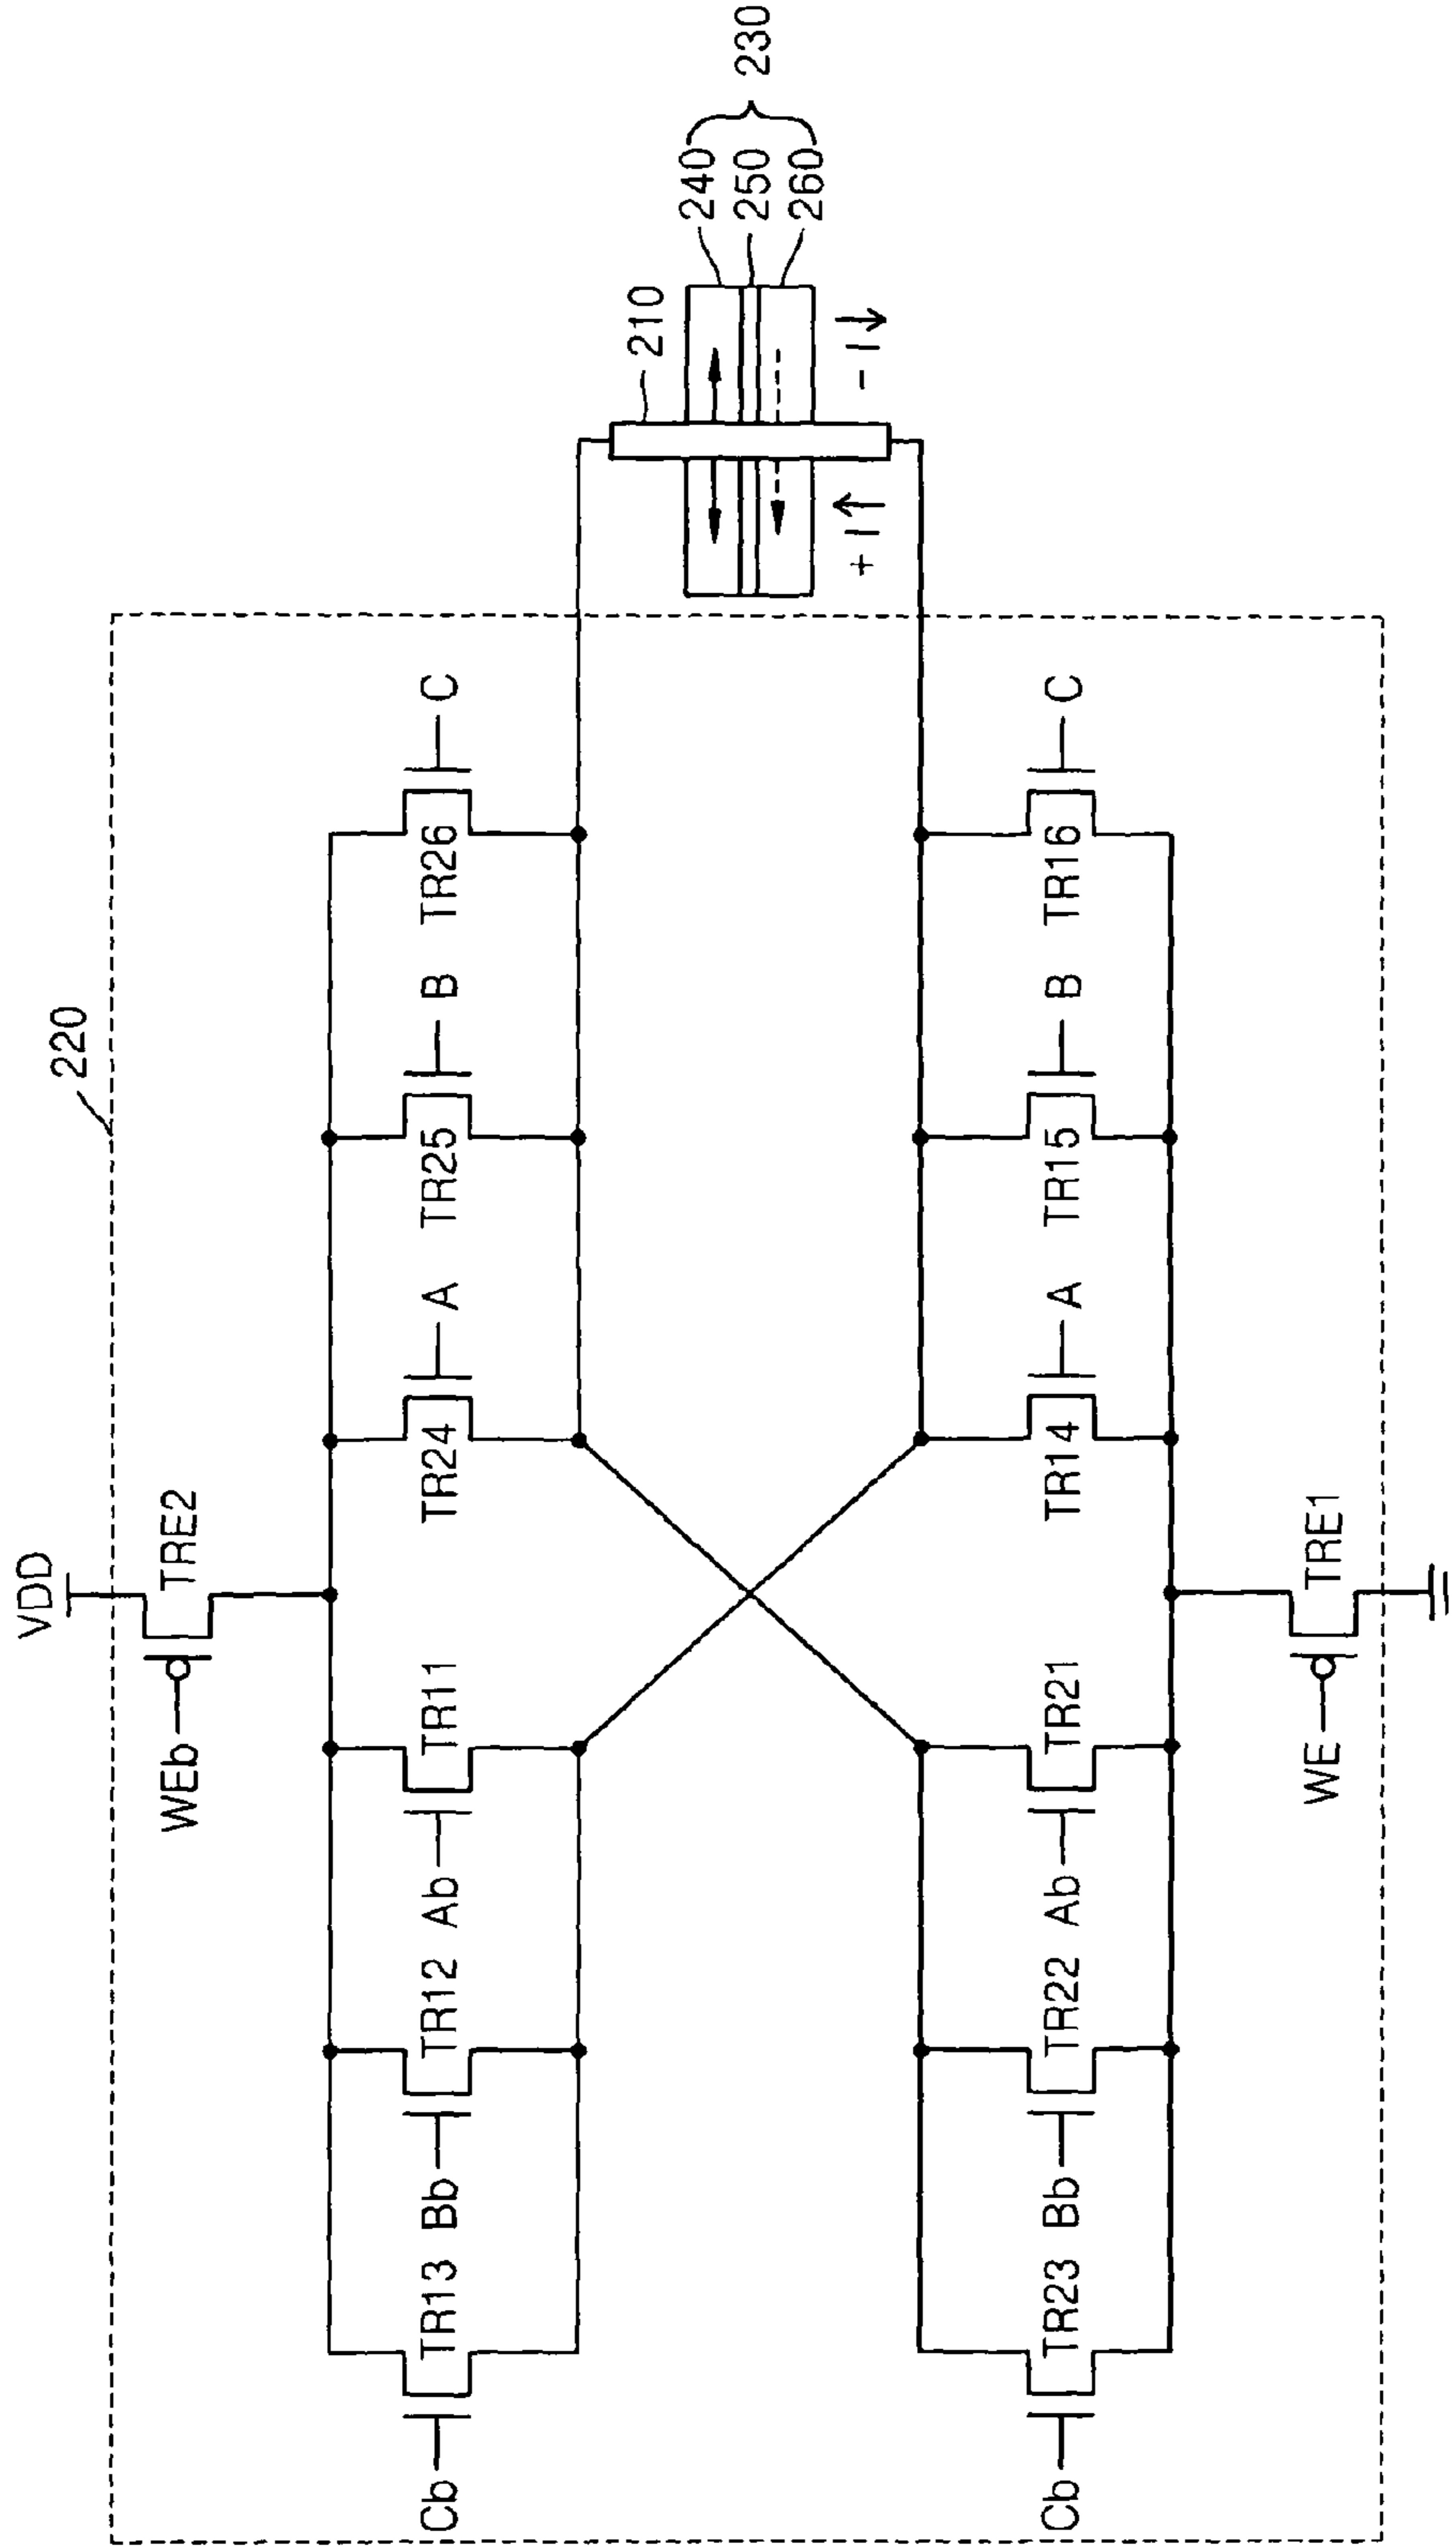 220
VDD
WEb
TRE2
Cb
TR13
Bb
TR12
Ab
TR11
TR24
A
TR25
B
TR26
C
210
240
250
260
230
+I
-I
Cb
TR23
Bb
TR22
Ab
TR21
TR14
A
TR15
B
TR16
C
WE
TRE1